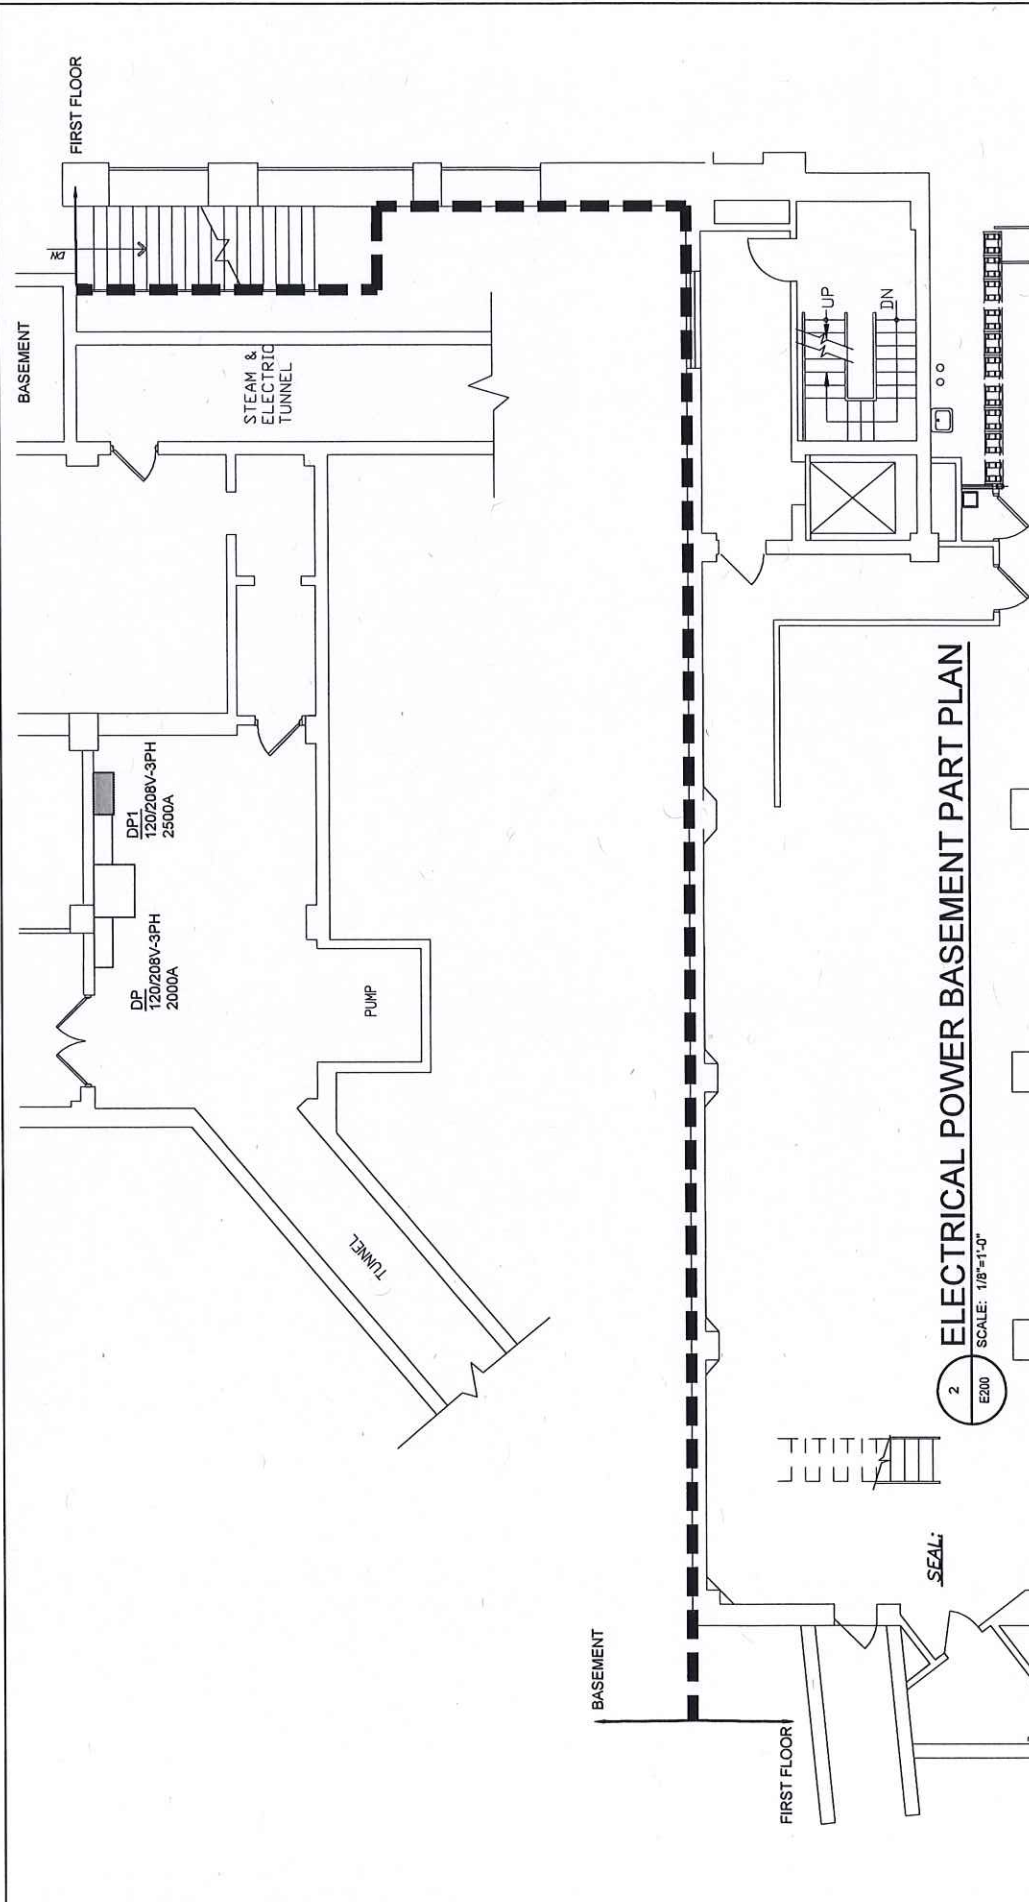 FIRST FLOOR
DN
BASEMENT
STEAM &
ELECTRIC
TUNNEL
UP
DN
DP1
120/208V-3PH
2500A
DP
120/208V-3PH
2000A
PUMP
TUNNEL
2
E200
ELECTRICAL POWER BASEMENT PART PLAN
SCALE: 1/8"=1'-0"
SEAL:
BASEMENT
FIRST FLOOR